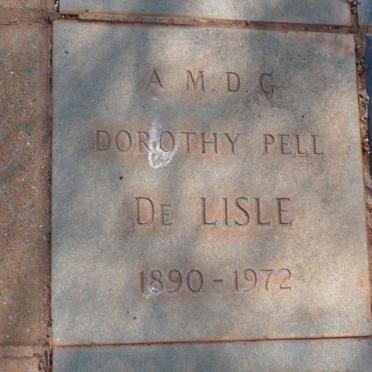 A M. D. G.
DOROTHY PELL
De LISLE
1890 - 1972